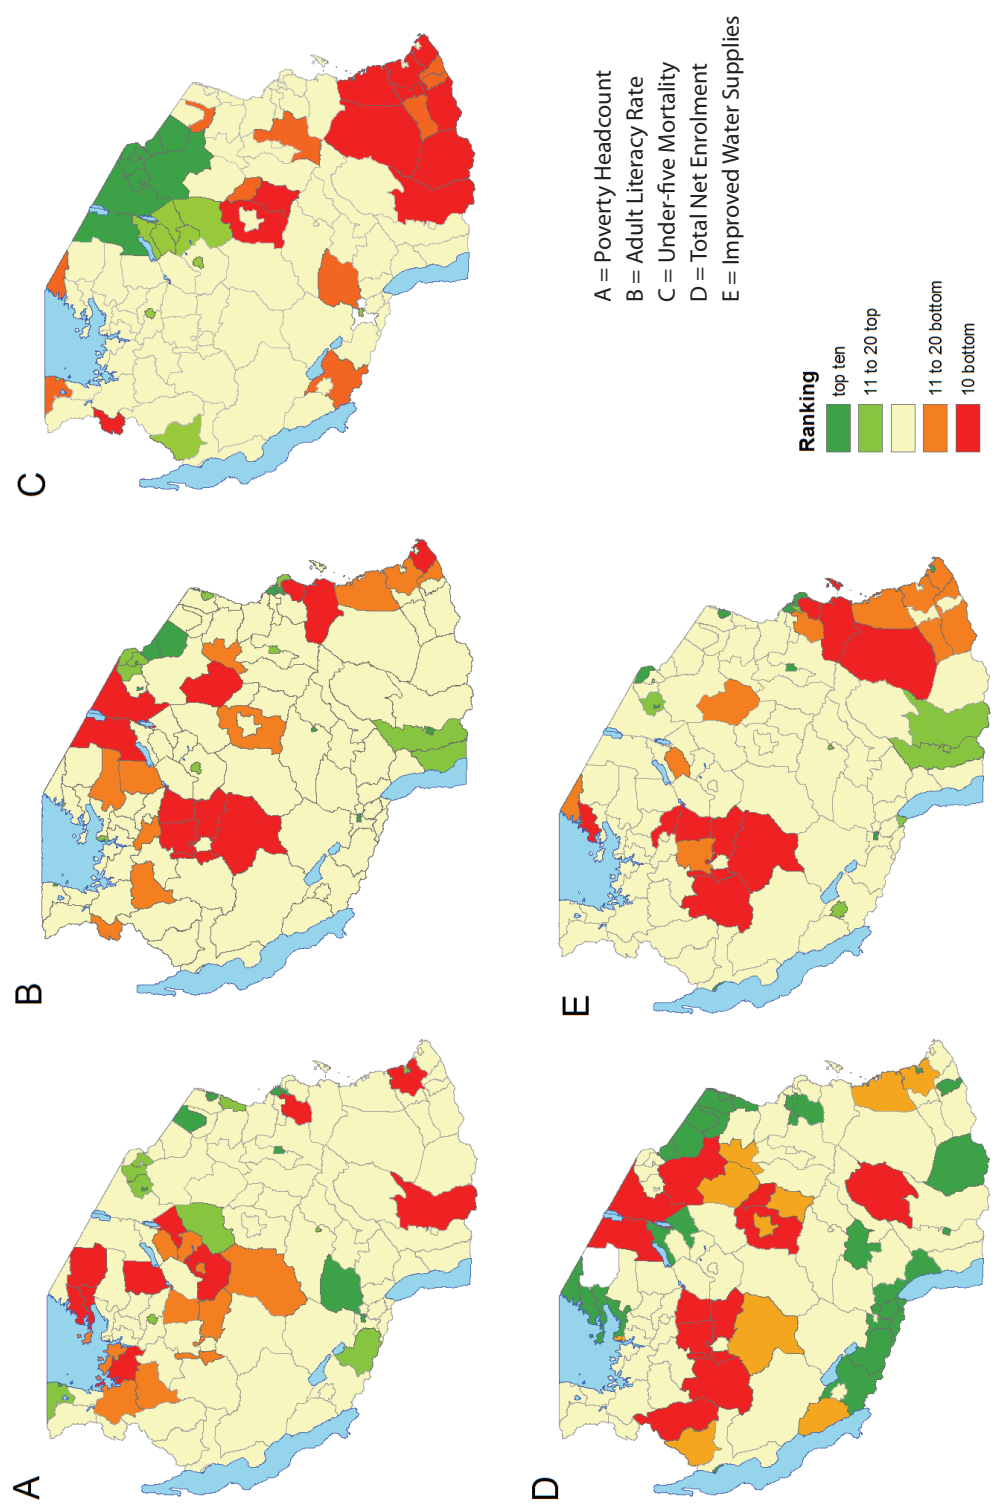 A
B
C
D
E
A = Poverty Headcount
B = Adult Literacy Rate
C = Under-five Mortality
D = Total Net Enrolment
E = Improved Water Supplies
Ranking
top ten
11 to 20 top
11 to 20 bottom
10 bottom